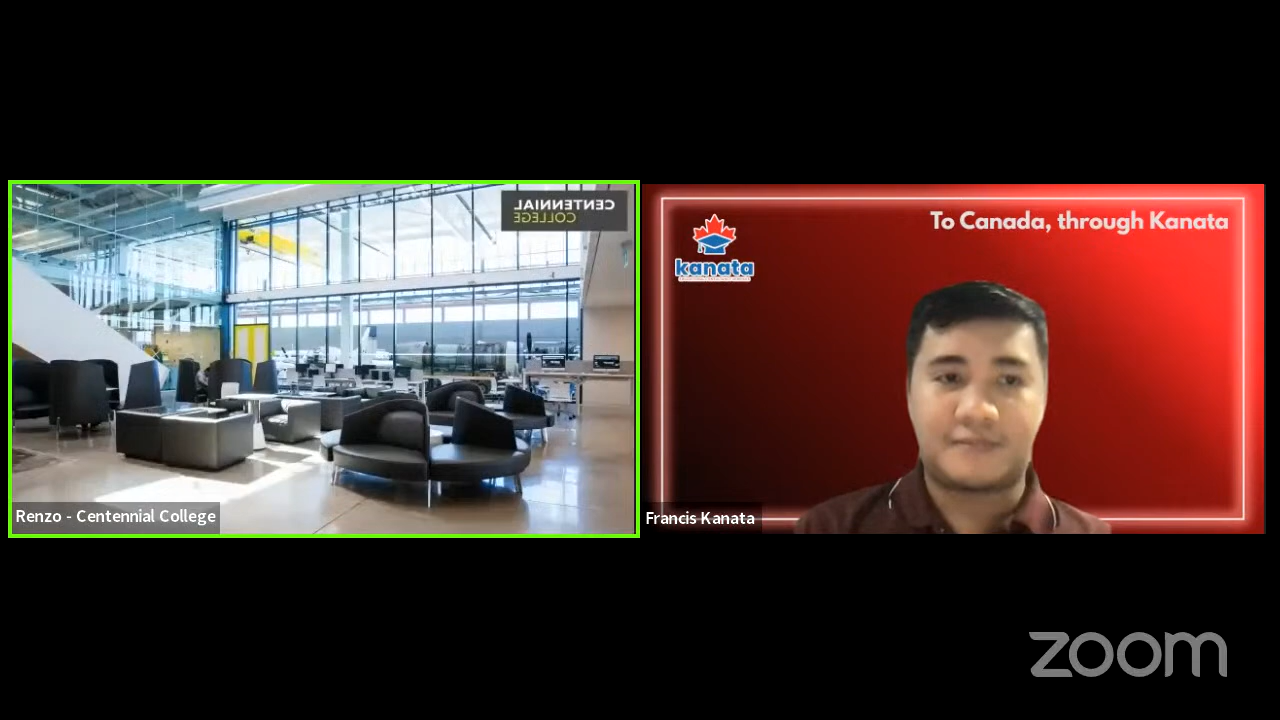 CENTENNIAL
COLLEGE
Renzo - Centennial College
To Canada, through Kanata
kanata
Francis Kanata
zoom